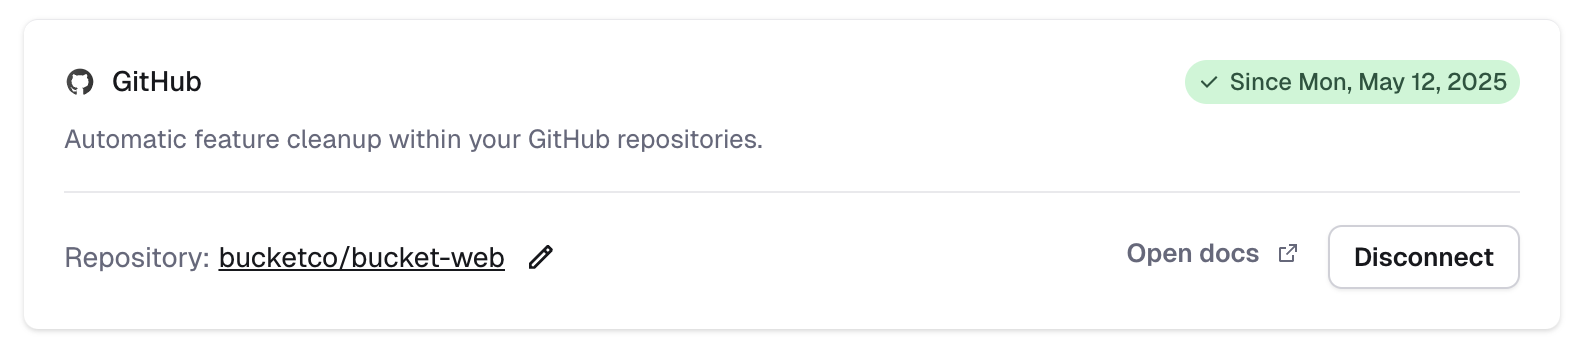 GitHub
Since Mon, May 12, 2025
Automatic feature cleanup within your GitHub repositories.
Repository: bucketco/bucket-web
Open docs
Disconnect